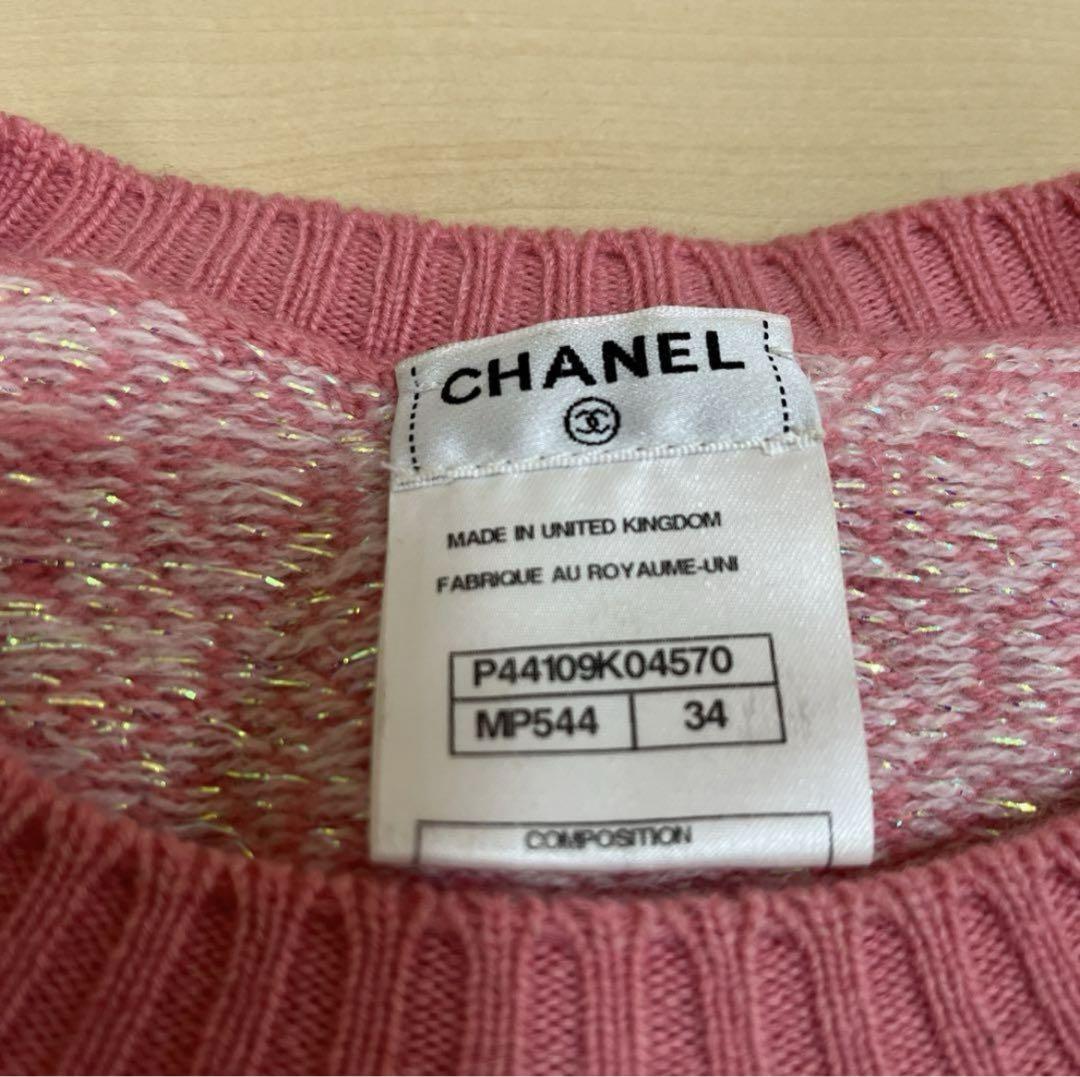 CHANEL
MADE IN UNITED KINGDOM
FABRIQUE AU ROYAUME-UNI
P44109K04570
MP544 34
COMPOSITION